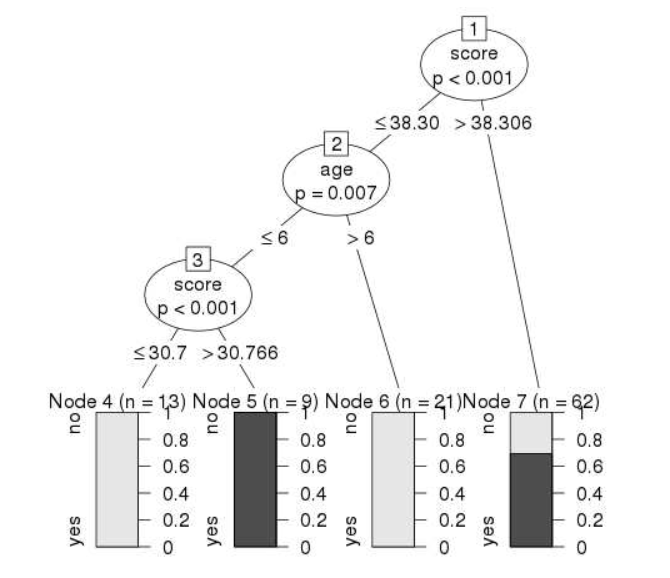 1
score
p < 0.001
≤38.30 > 38.306
2
age
p = 0.007
≤ 6 > 6
3
score
p < 0.001
≤30.7 >30.766
Node 4 (n = 13) Node 5 (n = 9) Node 6 (n = 21) Node 7 (n = 62)
no 1 no 1 no 1 no 1
0.8 0.8 0.8 0.8
0.6 0.6 0.6 0.6
0.4 0.4 0.4 0.4
yes 0.2 yes 0.2 yes 0.2 yes 0.2
0 0 0 0